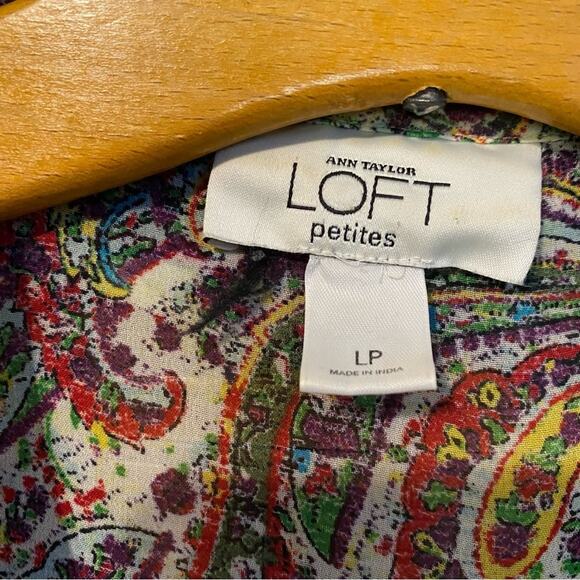 ANN TAYLOR
LOFT
petites
LP
MADE IN INDIA